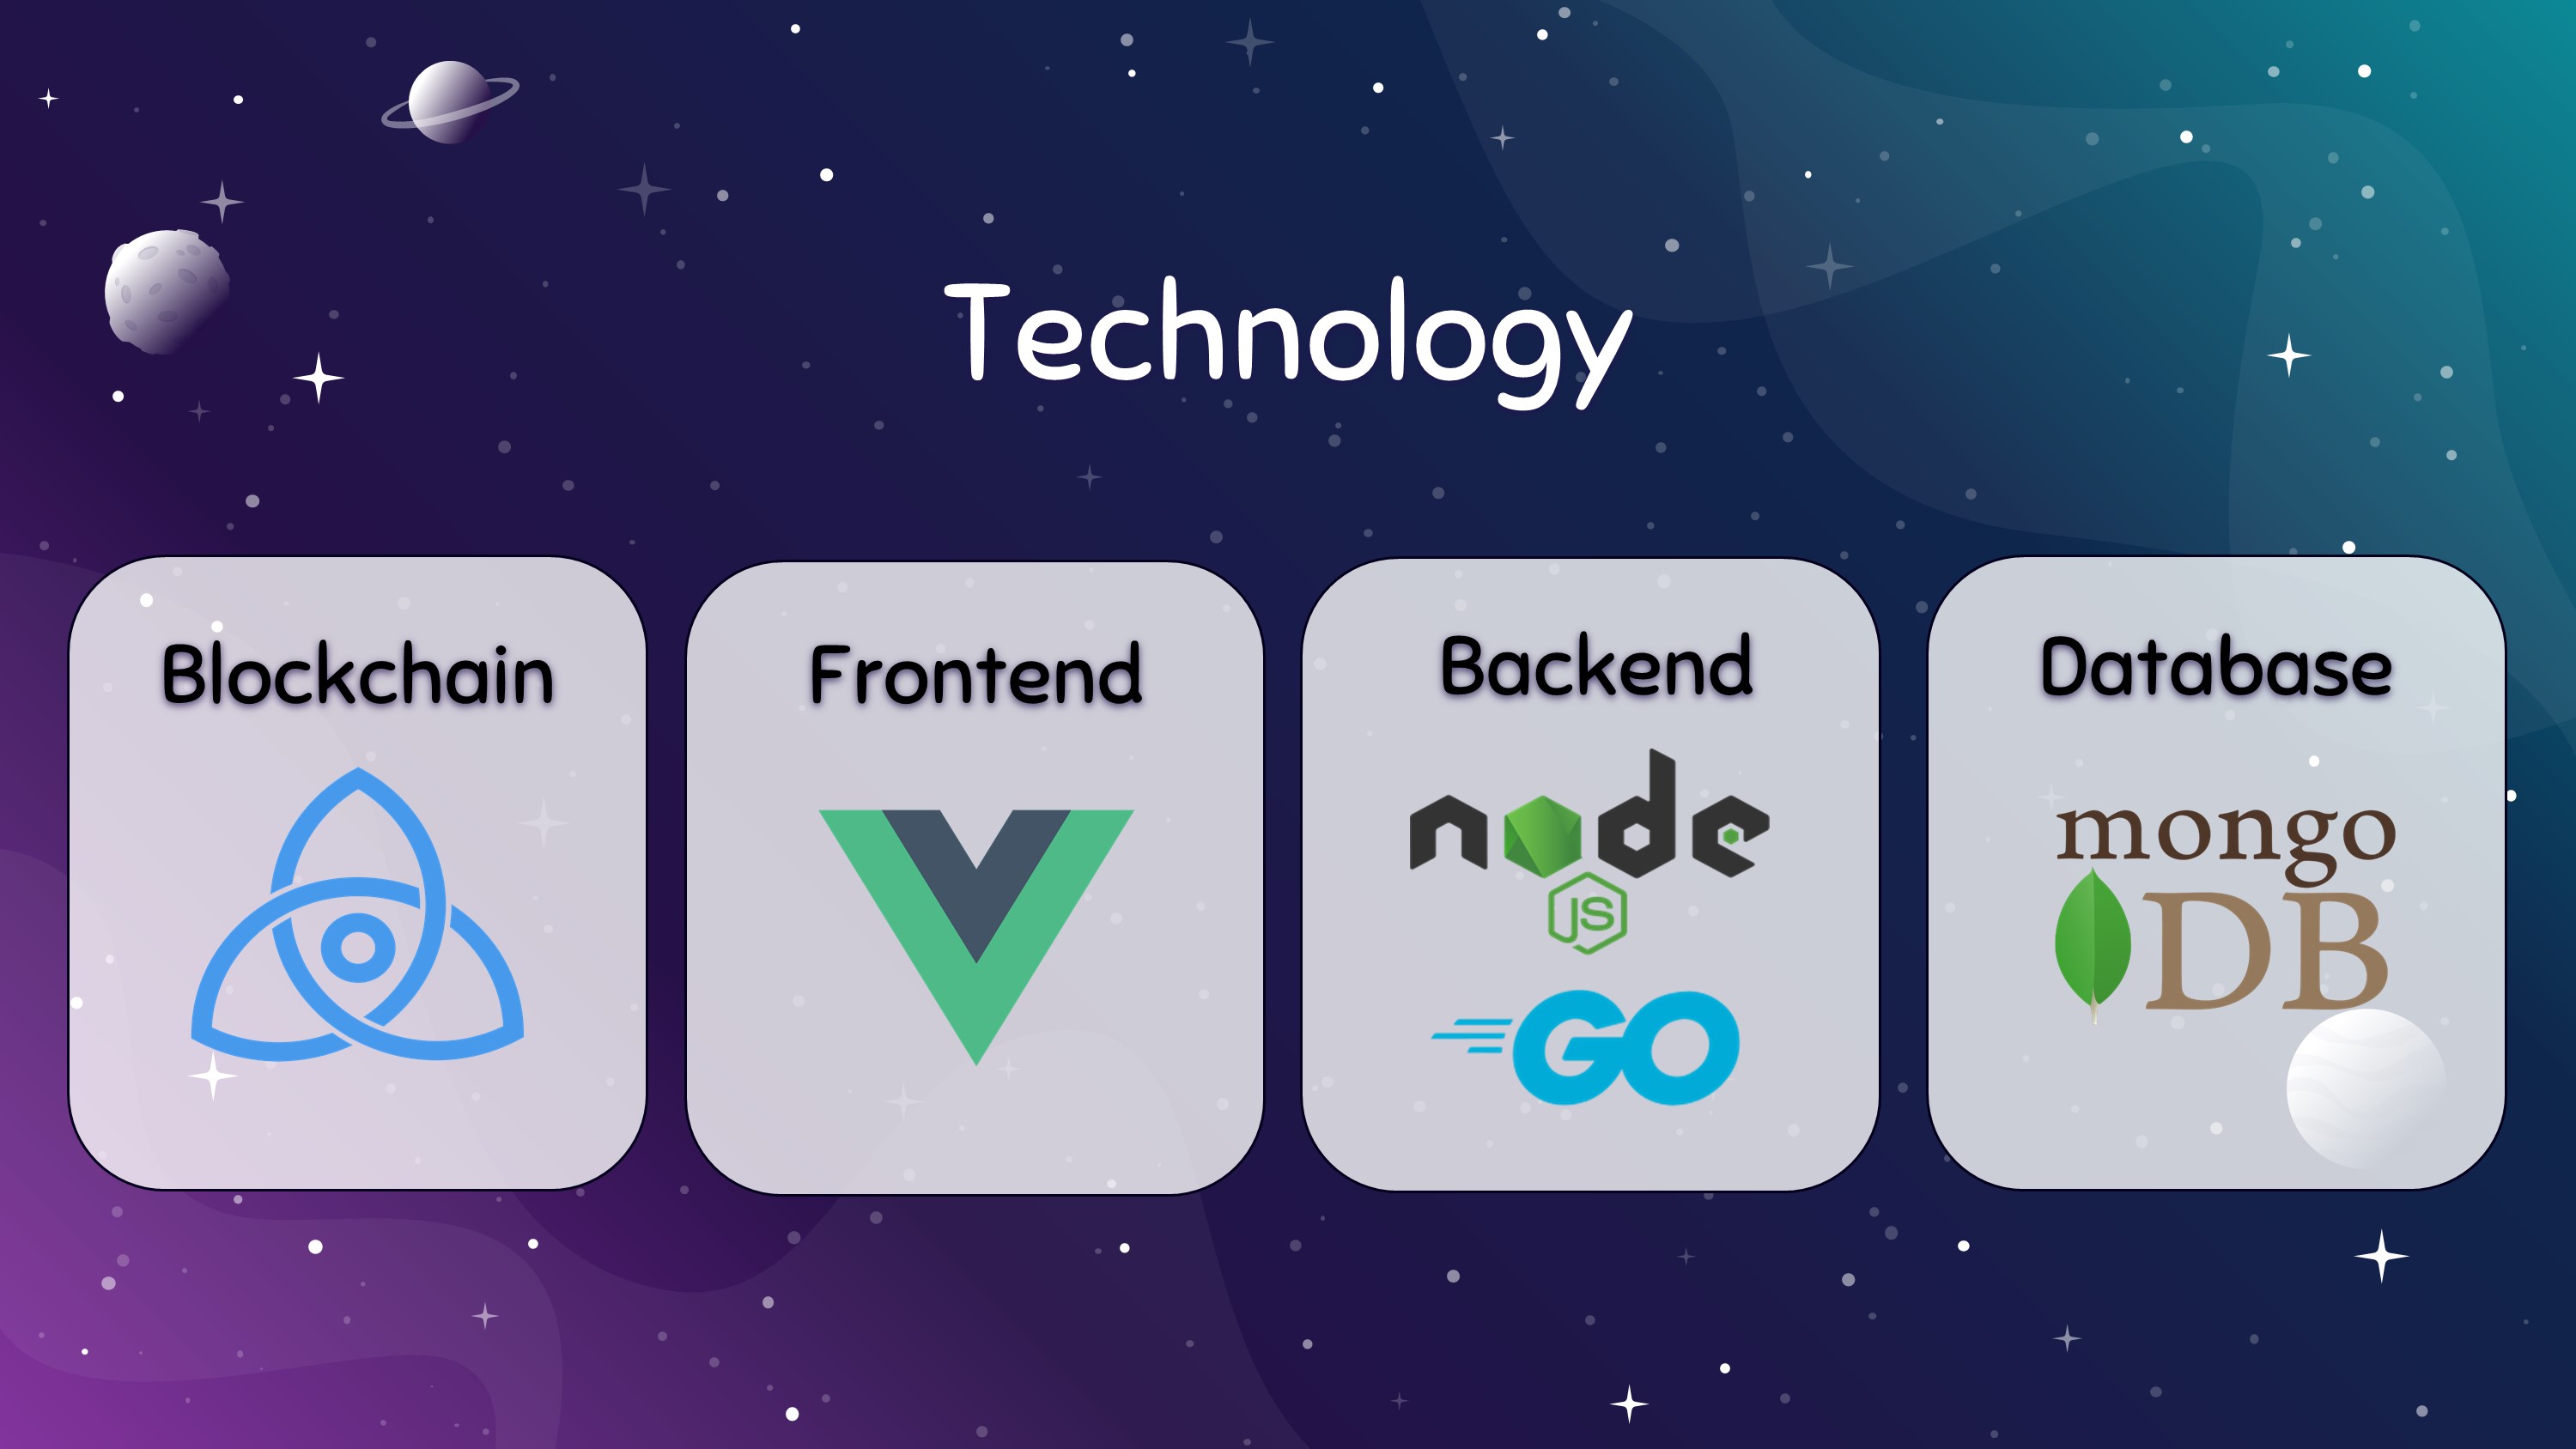 Technology
Blockchain
Frontend
Backend
Database
node
JS
GO
mongo
DB